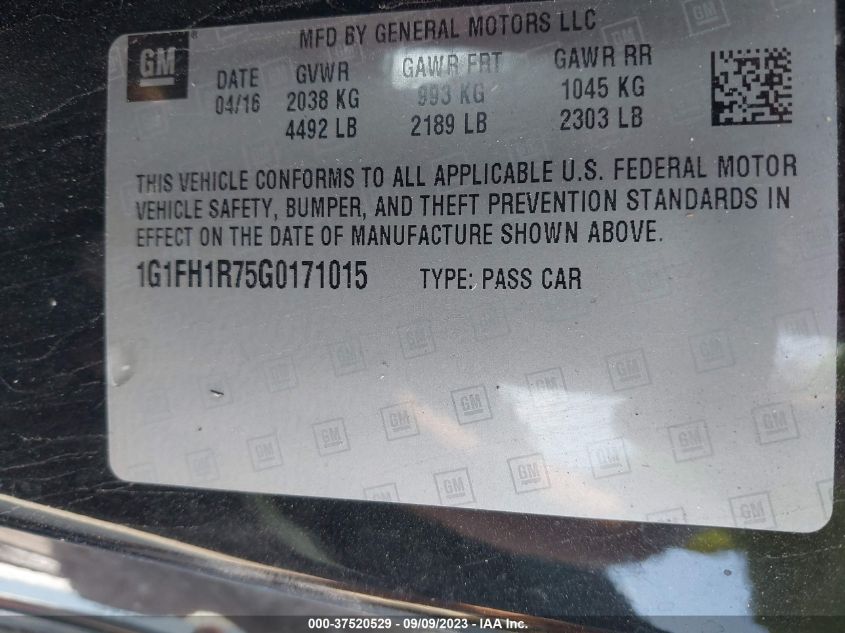 MFD BY GENERAL MOTORS LLC
GM ® DATE GVWR GAWR FRT GAWR RR
04/16 2038 KG 993 KG 1045 KG
4492 LB 2189 LB 2303 LB
THIS VEHICLE CONFORMS TO ALL APPLICABLE U.S. FEDERAL MOTOR
VEHICLE SAFETY, BUMPER, AND THEFT PREVENTION STANDARDS IN
EFFECT ON THE DATE OF MANUFACTURE SHOWN ABOVE.
1G1FH1R75G0171015 TYPE: PASS CAR
000-37520529 - 09/09/2023 - IAA Inc.